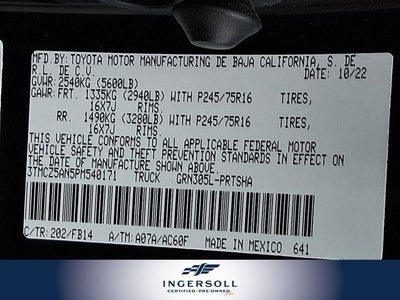 MFD.BY: TOYOTA MOTOR MANUFACTURING DE BAJA CALIFORNIA, S. DE
R.L. DE C.V. DATE: 10/22
GVWR: 2540KG (5600LB)
GAWR: FRT. 1335KG (2940LB) WITH P245/75R16 TIRES,
16X7J RIMS.
RR. 1490KG (3280LB) WITH P245/75R16 TIRES,
16X7J RIMS.
THIS VEHICLE CONFORMS TO ALL APPLICABLE FEDERAL MOTOR
VEHICLE SAFETY AND THEFT PREVENTION STANDARDS IN EFFECT ON
THE DATE OF MANUFACTURE SHOWN ABOVE.
3TMCZ5AN5PM540171 TRUCK GRN305L-PRTSHA
C/TR: 202/FB14 A/TM: A07A/AC60F MADE IN MEXICO 641
INGERSOLL
CERTIFIED • PRE-OWNED